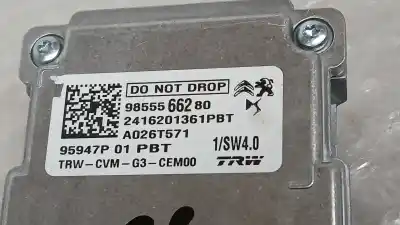 DO NOT DROP
98555 662 80
2416201361PBT
A026T571
95947P 01 PBT
1/SW4.0
TRW-CVM-G3-CEM00
TRW